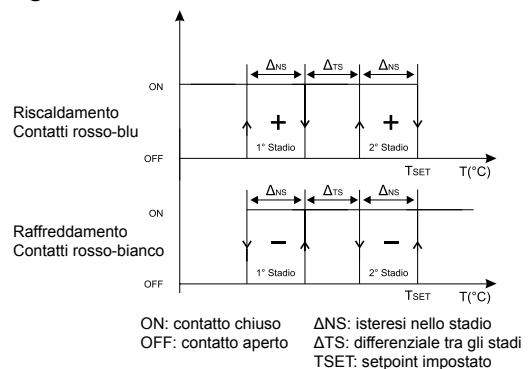 ΔNS ΔTS ΔNS
ON
Riscaldamento
Contatti rosso-blu
+ +
1° Stadio 2° Stadio
OFF
TSET T(°C)
ΔNS ΔTS ΔNS
ON
Raffreddamento
Contatti rosso-bianco
− −
1° Stadio 2° Stadio
OFF
TSET T(°C)
ON: contatto chiuso ΔNS: isteresi nello stadio
OFF: contatto aperto ΔTS: differenziale tra gli stadi
TSET: setpoint impostato